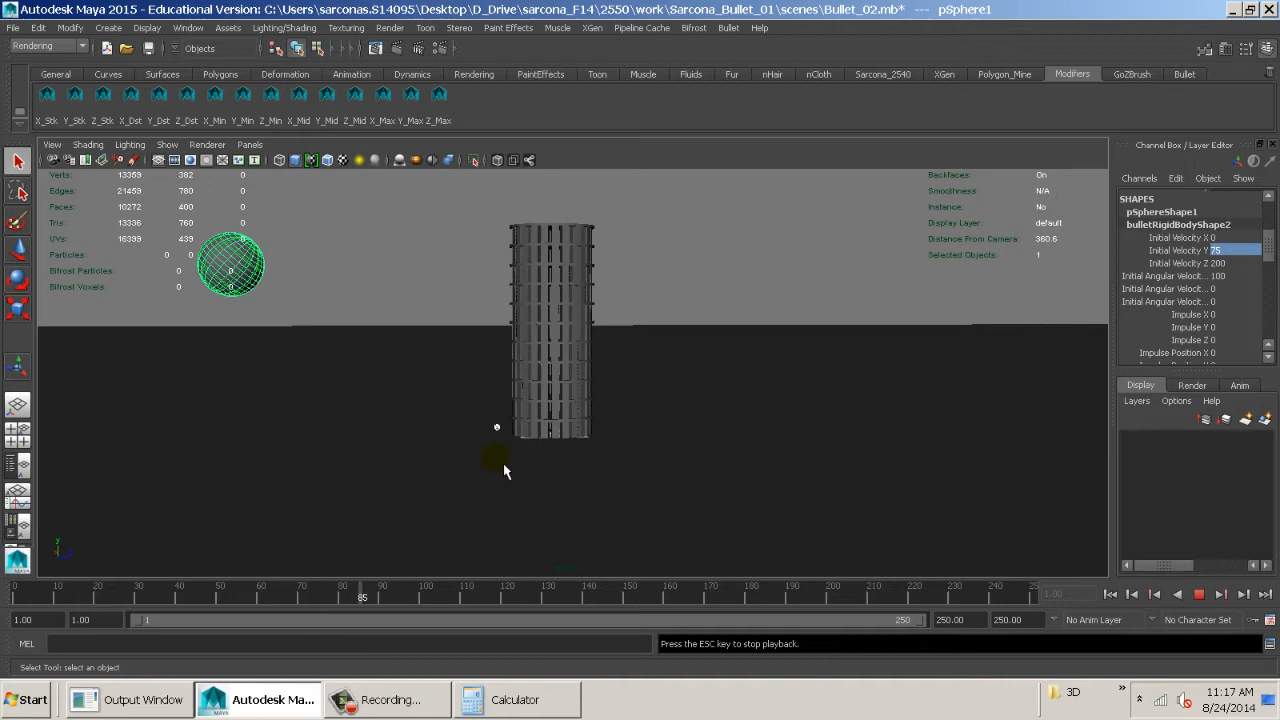 Autodesk Maya 2015 - Educational Version: C:\Users\sarconas.S14095\Desktop\D_Drive\sarcona_F14\2550\work\Sarcona_Bullet_01\scenes\Bullet_02.mb* --- pSphere1
File Edit Modify Create Display Window Assets Lighting/Shading Texturing Render Toon Stereo Paint Effects Muscle XGen Pipeline Cache Bifrost Bullet Help
Rendering Objects
General Curves Surfaces Polygons Deformation Animation Dynamics Rendering PaintEffects Toon Muscle Fluids Fur nHair nCloth Sarcona_2540 XGen Polygon_Mine Modifiers GoZBrush Bullet
X_Stk Y_Stk Z_Stk X_Dst Y_Dst Z_Dst X_Min Y_Min Z_Min X_Mid Y_Mid Z_Mid X_Max Y_Max Z_Max
View Shading Lighting Show Renderer Panels
Verts: 13359 382 0
Edges: 21459 780 0
Faces: 10272 400 0
Tris: 13336 760 0
UVs: 16399 439 0
Particles: 0 0
Bifrost Particles: 0 0
Bifrost Voxels: 0 0
Backfaces: On
Smoothness: N/A
Instance: No
Display Layer: default
Distance From Camera: 360.6
Selected Objects: 1
y
Channel Box / Layer Editor
Channels Edit Object Show
SHAPES
pSphereShape1
bulletRigidBodyShape2
Initial Velocity X 0
Initial Velocity Y 75
Initial Velocity Z 200
Initial Angular Velocit... 100
Initial Angular Velocit... 0
Initial Angular Velocit... 0
Impulse X 0
Impulse Y 0
Impulse Z 0
Impulse Position X 0
Display Render Anim
Layers Options Help
0 10 20 30 40 50 60 70 80 90 100 110 120 130 140 150 160 170 180 190 200 210 220 230 240
85
1.00
1.00 1.00 1 250 250.00 250.00 No Anim Layer No Character Set
MEL Press the ESC key to stop playback.
Select Tool: select an object
Start Output Window Autodesk Ma... Recording... Calculator 3D
11:17 AM
8/24/2014